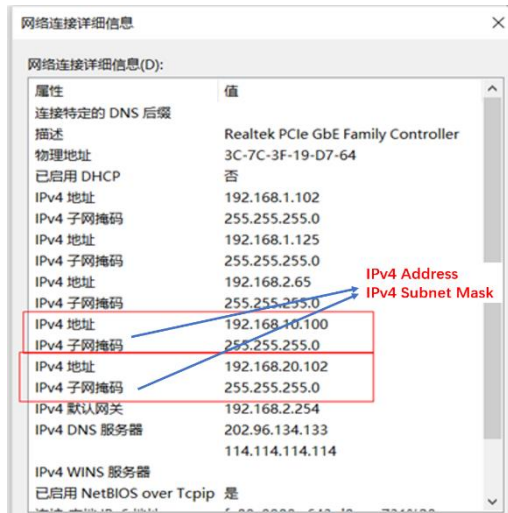 网络连接详细信息
网络连接详细信息(D):
属性 值
连接特定的 DNS 后缀
描述 Realtek PCIe GbE Family Controller
物理地址 3C-7C-3F-19-D7-64
已启用 DHCP 否
IPv4 地址 192.168.1.102
IPv4 子网掩码 255.255.255.0
IPv4 地址 192.168.1.125
IPv4 子网掩码 255.255.255.0
IPv4 地址 192.168.2.65
IPv4 子网掩码 255.255.255.0
IPv4 Address
IPv4 Subnet Mask
IPv4 地址 192.168.10.100
IPv4 子网掩码 255.255.255.0
IPv4 地址 192.168.20.102
IPv4 子网掩码 255.255.255.0
IPv4 默认网关 192.168.2.254
IPv4 DNS 服务器 202.96.134.133
114.114.114.114
IPv4 WINS 服务器
已启用 NetBIOS over Tcpip 是